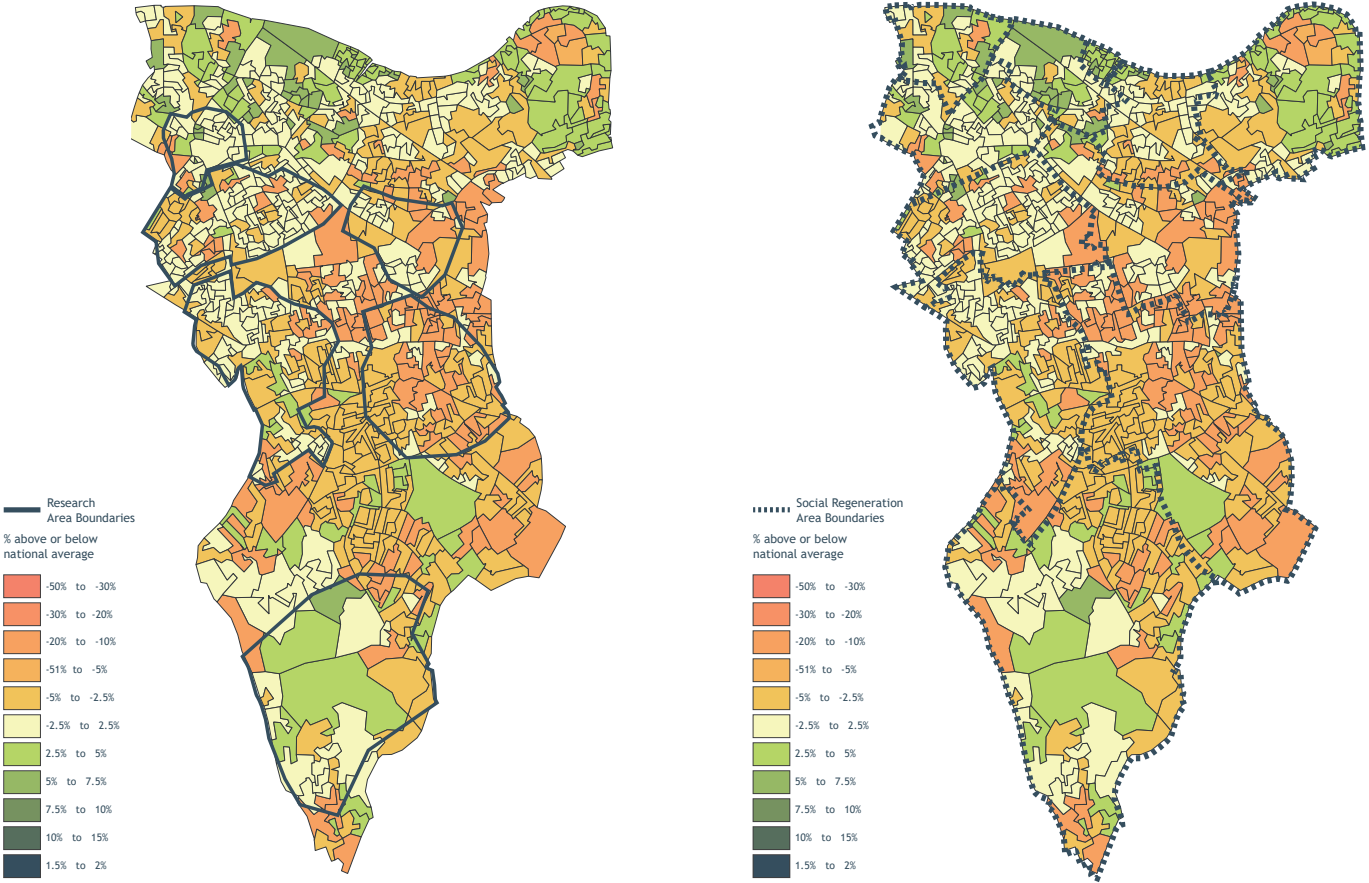 Research
Area Boundaries
% above or below
national average
-50% to -30%
-30% to -20%
-20% to -10%
-51% to -5%
-5% to -2.5%
-2.5% to 2.5%
2.5% to 5%
5% to 7.5%
7.5% to 10%
10% to 15%
1.5% to 2%
Social Regeneration
Area Boundaries
% above or below
national average
-50% to -30%
-30% to -20%
-20% to -10%
-51% to -5%
-5% to -2.5%
-2.5% to 2.5%
2.5% to 5%
5% to 7.5%
7.5% to 10%
10% to 15%
1.5% to 2%